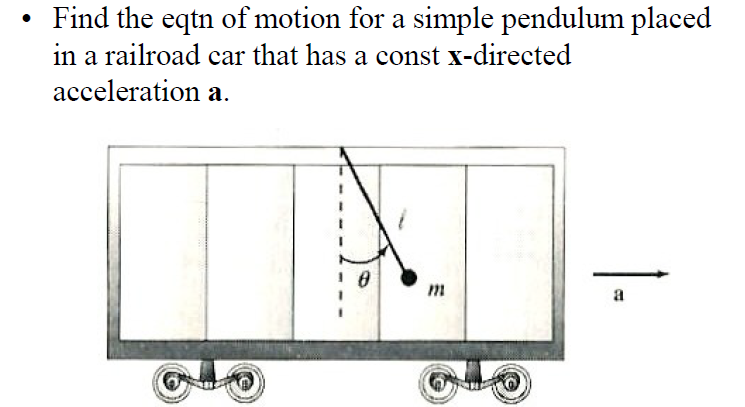 • Find the eqtn of motion for a simple pendulum placed
in a railroad car that has a const x-directed
acceleration a.
l
θ
m
a